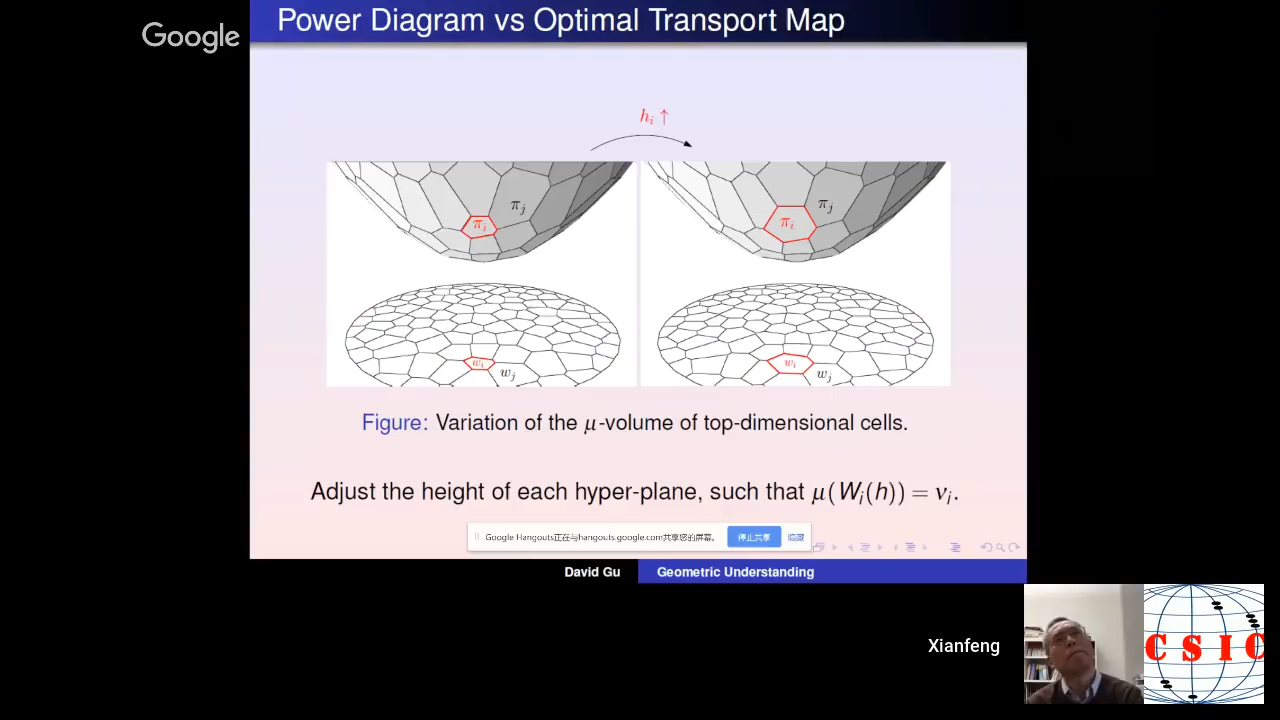 Google
Power Diagram vs Optimal Transport Map
h_i ↑
π_j
π_i
w_i
w_j
π_j
π_i
w_i
w_j
Figure: Variation of the μ-volume of top-dimensional cells.
Adjust the height of each hyper-plane, such that μ(W_i(h)) = ν_i.
Google Hangouts正在与hangouts.google.com共享您的屏幕。 停止共享 隐藏
David Gu Geometric Understanding
Xianfeng
CSIC